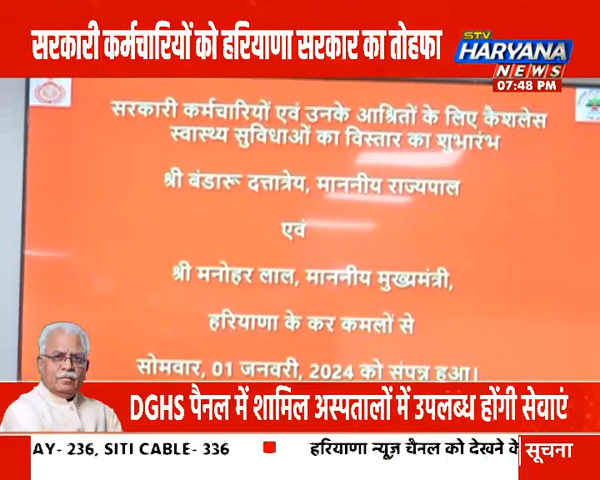 सरकारी कर्मचारियों को हरियाणा सरकार का तोहफा
STV
HARYANA
NEWS
07:48 PM
सरकारी कर्मचारियों एवं उनके आश्रितों के लिए कैशलेस
स्वास्थ्य सुविधाओं का विस्तार का शुभारंभ
श्री बंडारू दत्तात्रेय, माननीय राज्यपाल
एवं
श्री मनोहर लाल, माननीय मुख्यमंत्री,
हरियाणा के कर कमलों से
सोमवार, 01 जनवरी, 2024 को संपन्न हुआ।
DGHS पैनल में शामिल अस्पतालों में उपलब्ध होंगी सेवाएं
AY- 236, SITI CABLE- 336 हरियाणा न्यूज़ चैनल को देखने के सूचना